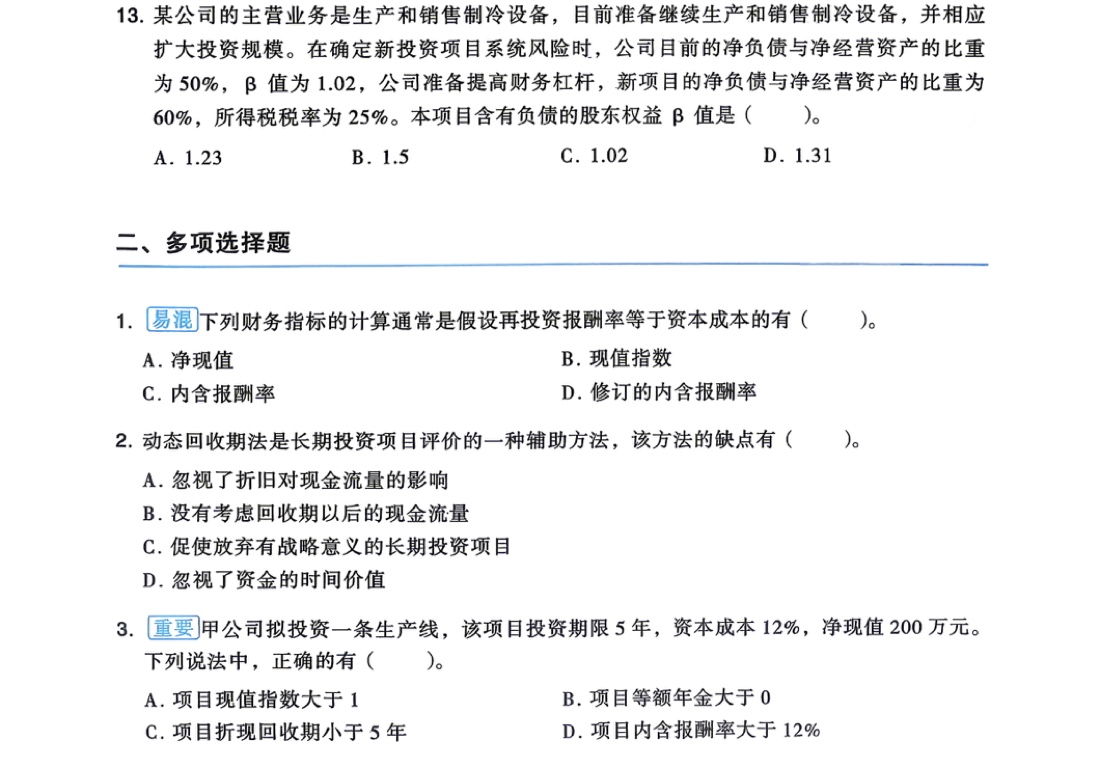 13. 某公司的主营业务是生产和销售制冷设备，目前准备继续生产和销售制冷设备，并相应
扩大投资规模。在确定新投资项目系统风险时，公司目前的净负债与净经营资产的比重
为 50%，β 值为 1.02，公司准备提高财务杠杆，新项目的净负债与净经营资产的比重为
60%，所得税税率为 25%。本项目含有负债的股东权益 β 值是（　　）。
A. 1.23　B. 1.5　C. 1.02　D. 1.31
二、多项选择题
1. 易混 下列财务指标的计算通常是假设再投资报酬率等于资本成本的有（　　）。
A. 净现值　B. 现值指数
C. 内含报酬率　D. 修订的内含报酬率
2. 动态回收期法是长期投资项目评价的一种辅助方法，该方法的缺点有（　　）。
A. 忽视了折旧对现金流量的影响
B. 没有考虑回收期以后的现金流量
C. 促使放弃有战略意义的长期投资项目
D. 忽视了资金的时间价值
3. 重要 甲公司拟投资一条生产线，该项目投资期限 5 年，资本成本 12%，净现值 200 万元。
下列说法中，正确的有（　　）。
A. 项目现值指数大于 1　B. 项目等额年金大于 0
C. 项目折现回收期小于 5 年　D. 项目内含报酬率大于 12%